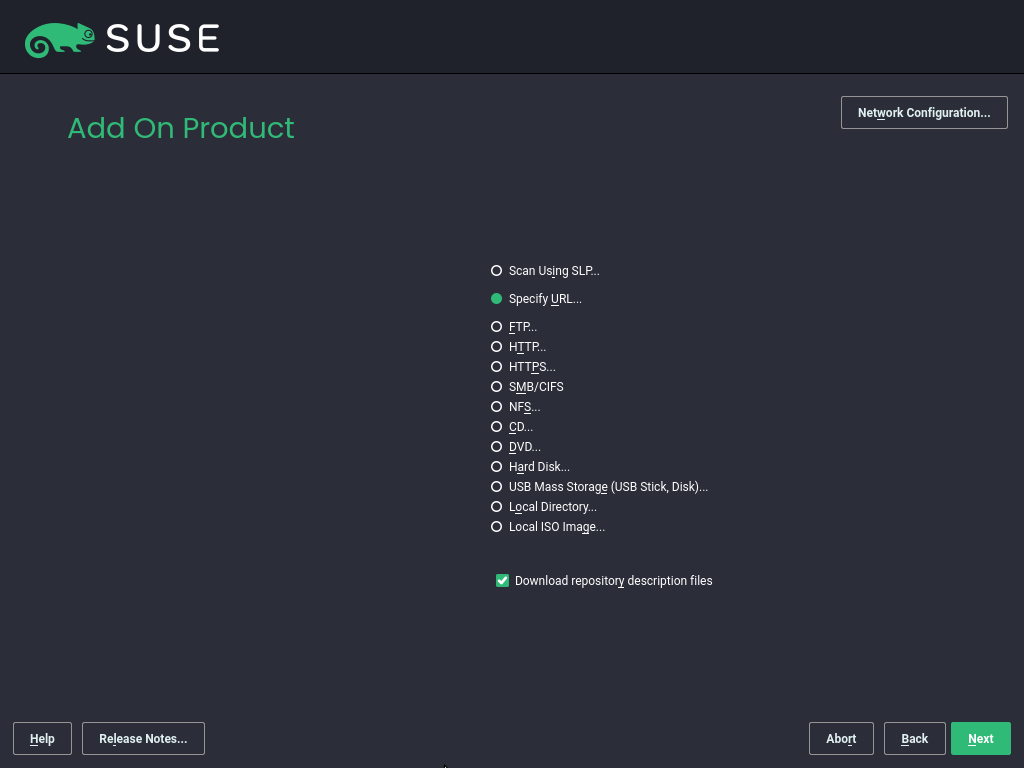 SUSE
Add On Product
Network Configuration...
Scan Using SLP...
Specify URL...
FTP...
HTTP...
HTTPS...
SMB/CIFS
NFS...
CD...
DVD...
Hard Disk...
USB Mass Storage (USB Stick, Disk)...
Local Directory...
Local ISO Image...
Download repository description files
Help
Release Notes...
Abort
Back
Next